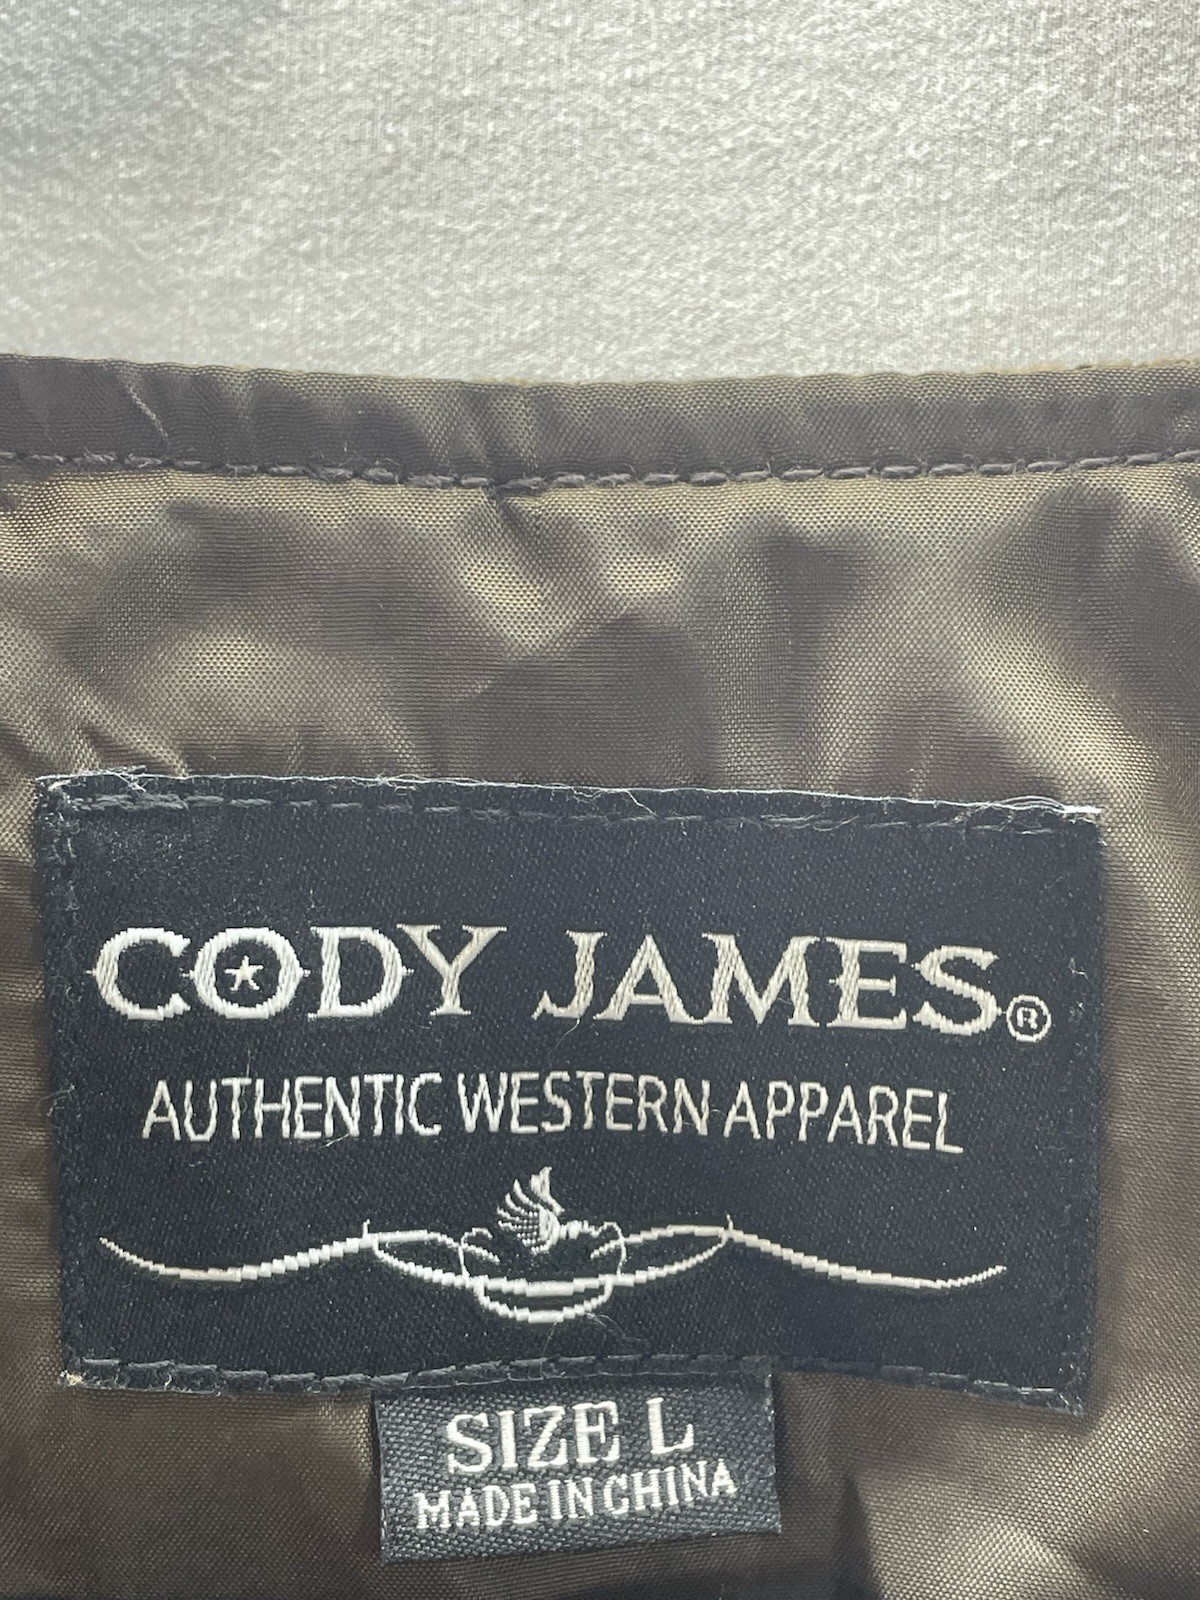 CODY JAMES®
AUTHENTIC WESTERN APPAREL
SIZE L
MADE IN CHINA